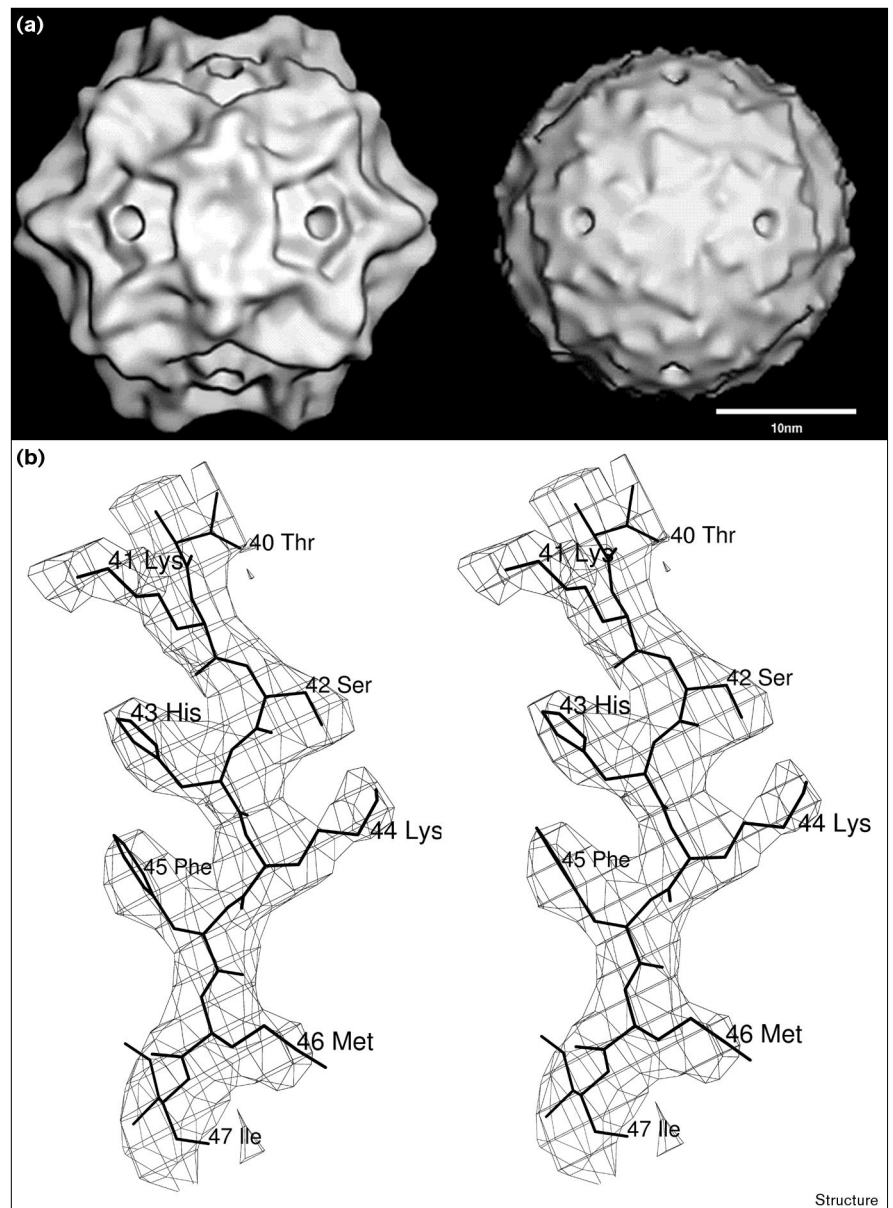 (a)
10nm
(b)
40 Thr
41 Lys
42 Ser
43 His
44 Lys
45 Phe
46 Met
47 Ile
40 Thr
41 Lys
42 Ser
43 His
44 Lys
45 Phe
46 Met
47 Ile
Structure